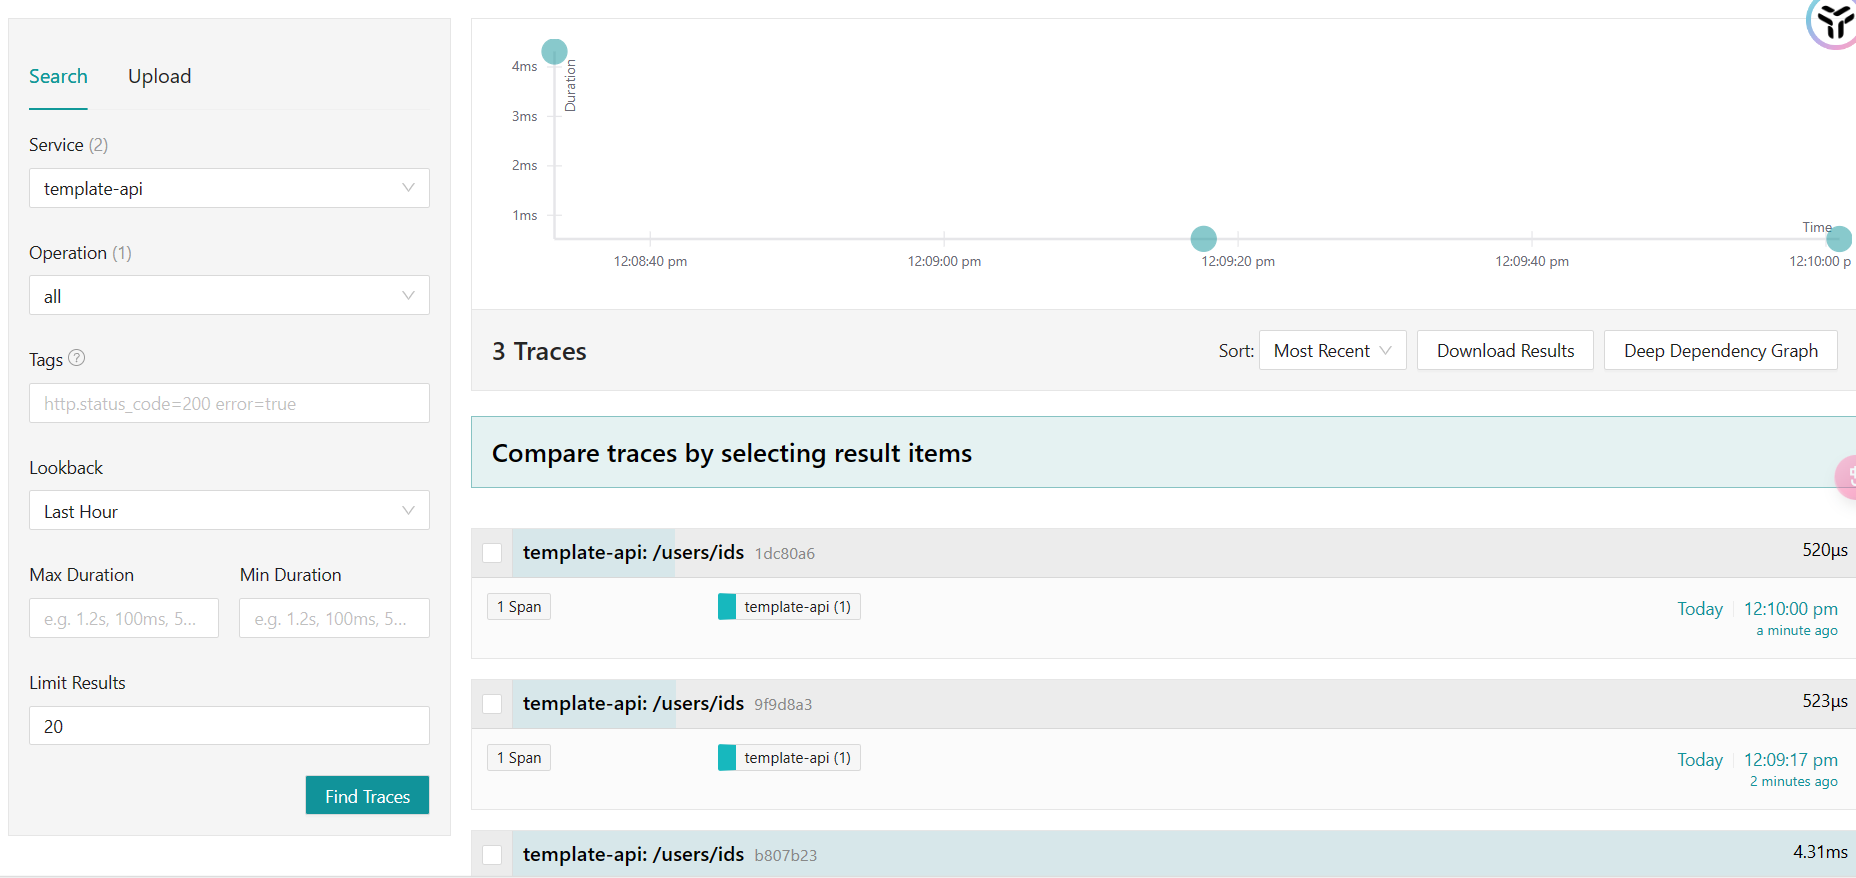 Search Upload
Service (2)
template-api
Operation (1)
all
Tags ?
http.status_code=200 error=true
Lookback
Last Hour
Max Duration Min Duration
e.g. 1.2s, 100ms, 5... e.g. 1.2s, 100ms, 5...
Limit Results
20
Find Traces
Duration
4ms
3ms
2ms
1ms
Time
12:08:40 pm 12:09:00 pm 12:09:20 pm 12:09:40 pm 12:10:00 p
3 Traces Sort: Most Recent Download Results Deep Dependency Graph
Compare traces by selecting result items
template-api: /users/ids 1dc80a6 520μs
1 Span template-api (1) Today 12:10:00 pm
a minute ago
template-api: /users/ids 9f9d8a3 523μs
1 Span template-api (1) Today 12:09:17 pm
2 minutes ago
template-api: /users/ids b807b23 4.31ms